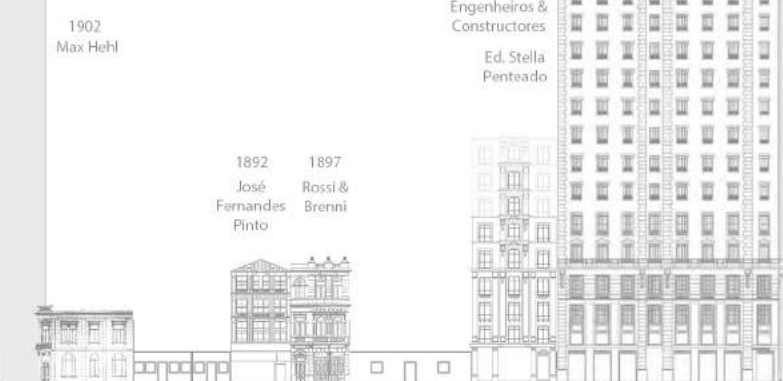 1902
Max Hehl
1892
José
Fernandes
Pinto
1897
Rossi &
Brenni
Engenheiros &
Constructores
Ed. Stella
Penteado